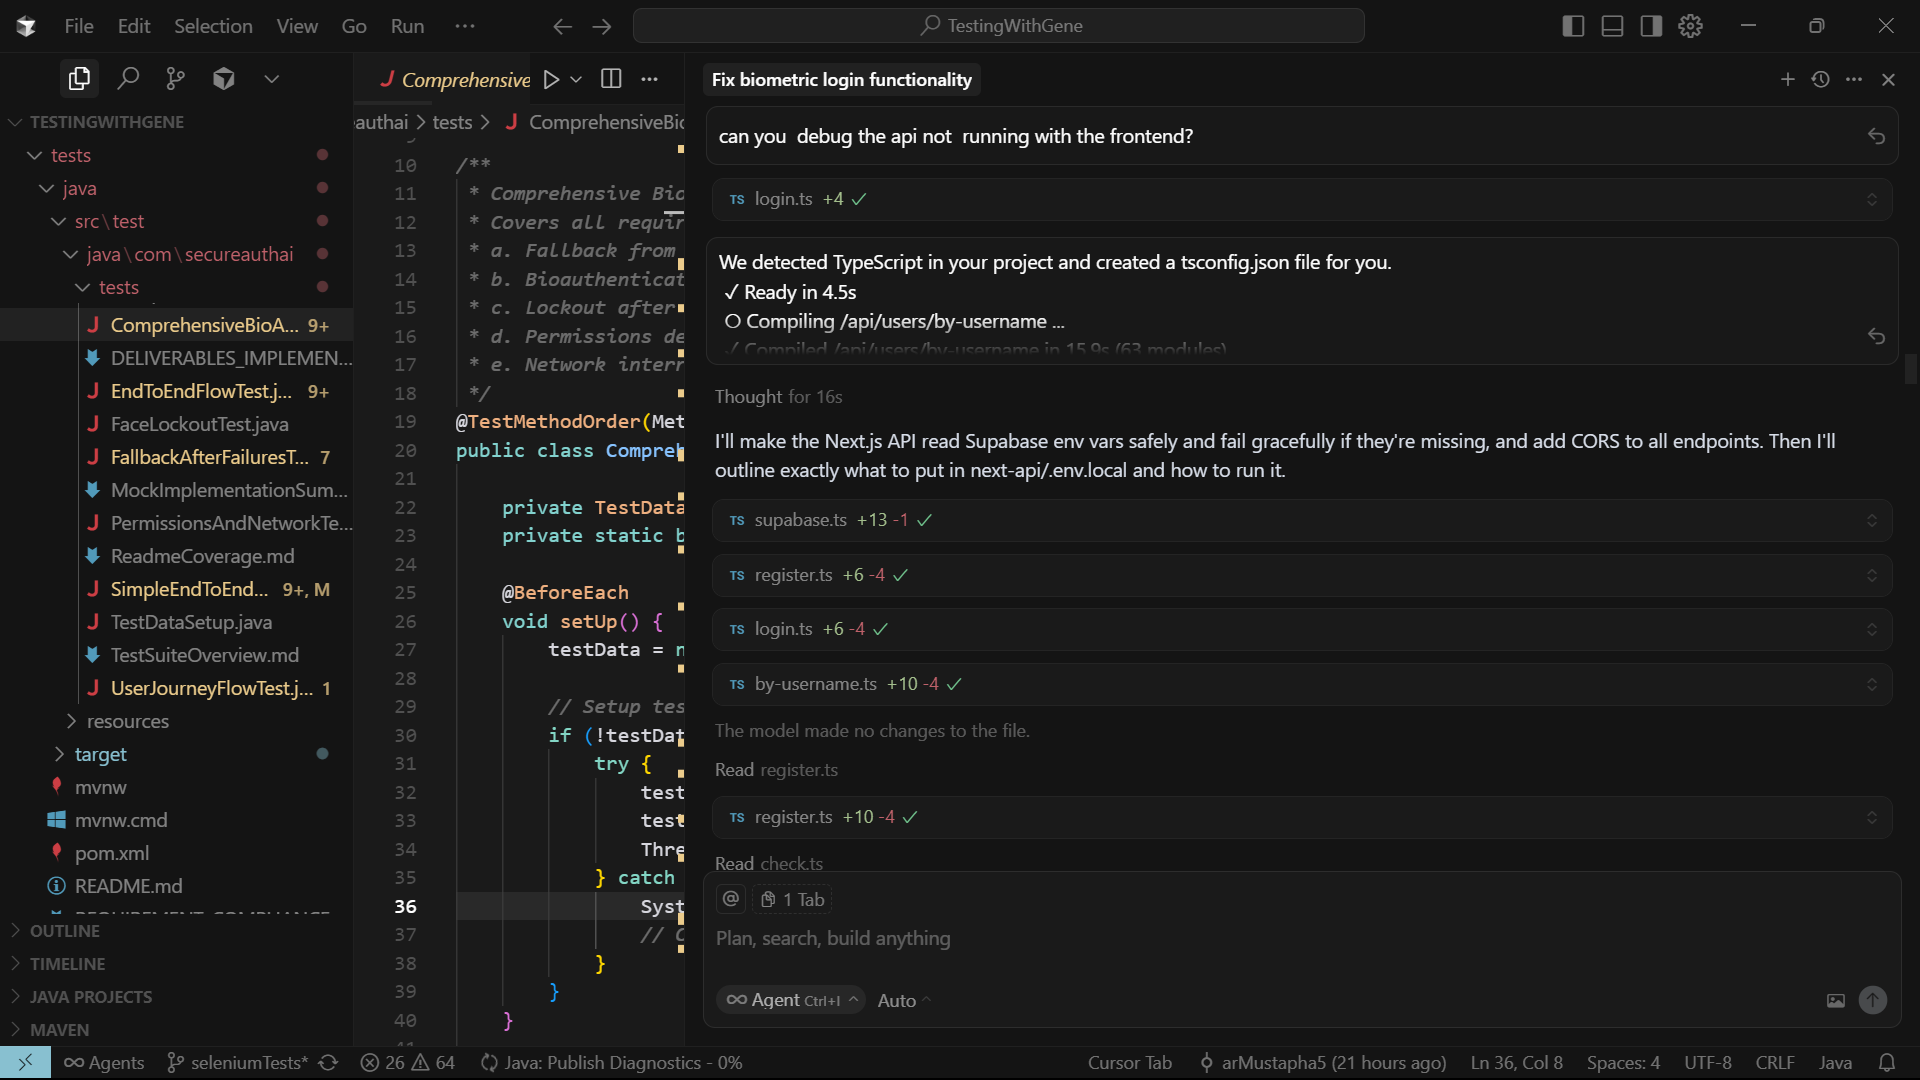 File Edit Selection View Go Run ··· TestingWithGene
TESTINGWITHGENE
tests
java
src\test
java\com\secureauthai
tests
ComprehensiveBioA... 9+
DELIVERABLES_IMPLEMEN...
EndToEndFlowTest.j... 9+
FaceLockoutTest.java
FallbackAfterFailuresT... 7
MockImplementationSum...
PermissionsAndNetworkTe...
ReadmeCoverage.md
SimpleEndToEnd... 9+, M
TestDataSetup.java
TestSuiteOverview.md
UserJourneyFlowTest.j... 1
resources
target
mvnw
mvnw.cmd
pom.xml
README.md
OUTLINE
TIMELINE
JAVA PROJECTS
MAVEN
Comprehensive
authai > tests > ComprehensiveBio
10 /**
11 * Comprehensive Bio
12 * Covers all requir
13 * a. Fallback from
14 * b. Bioauthenticat
15 * c. Lockout after
16 * d. Permissions de
17 * e. Network interr
18 */
19 @TestMethodOrder(Met
20 public class Compreh
21
22 private TestData
23 private static b
24
25 @BeforeEach
26 void setUp() {
27 testData = n
28
29 // Setup tes
30 if (!testDat
31 try {
32 test
33 test
34 Thre
35 } catch
36 Syst
37 // C
38 }
39 }
40 }
Fix biometric login functionality
can you  debug the api not  running with the frontend?
TS login.ts +4 ✓
We detected TypeScript in your project and created a tsconfig.json file for you.
✓ Ready in 4.5s
○ Compiling /api/users/by-username ...
✓ Compiled /api/users/by-username in 15.9s (63 modules)
Thought for 16s
I'll make the Next.js API read Supabase env vars safely and fail gracefully if they're missing, and add CORS to all endpoints. Then I'll
outline exactly what to put in next-api/.env.local and how to run it.
TS supabase.ts +13 -1 ✓
TS register.ts +6 -4 ✓
TS login.ts +6 -4 ✓
TS by-username.ts +10 -4 ✓
The model made no changes to the file.
Read register.ts
TS register.ts +10 -4 ✓
Read check.ts
@ 1 Tab
Plan, search, build anything
Agent Ctrl+I Auto
Agents seleniumTests* 26 64 Java: Publish Diagnostics - 0% Cursor Tab arMustapha5 (21 hours ago) Ln 36, Col 8 Spaces: 4 UTF-8 CRLF Java